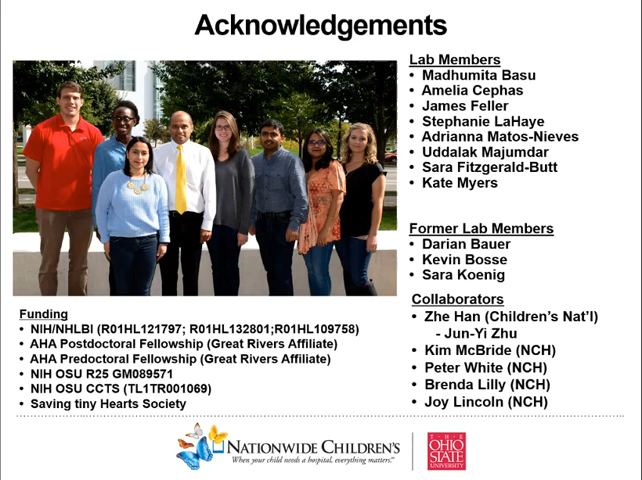 Acknowledgements
Lab Members
• Madhumita Basu
• Amelia Cephas
• James Feller
• Stephanie LaHaye
• Adrianna Matos-Nieves
• Uddalak Majumdar
• Sara Fitzgerald-Butt
• Kate Myers
Former Lab Members
• Darian Bauer
• Kevin Bosse
• Sara Koenig
Collaborators
• Zhe Han (Children's Nat'l)
- Jun-Yi Zhu
• Kim McBride (NCH)
• Peter White (NCH)
• Brenda Lilly (NCH)
• Joy Lincoln (NCH)
Funding
• NIH/NHLBI (R01HL121797; R01HL132801;R01HL109758)
• AHA Postdoctoral Fellowship (Great Rivers Affiliate)
• AHA Predoctoral Fellowship (Great Rivers Affiliate)
• NIH OSU R25 GM089571
• NIH OSU CCTS (TL1TR001069)
• Saving tiny Hearts Society
NATIONWIDE CHILDREN'S
When your child needs a hospital, everything matters.™
THE
OHIO
STATE
UNIVERSITY